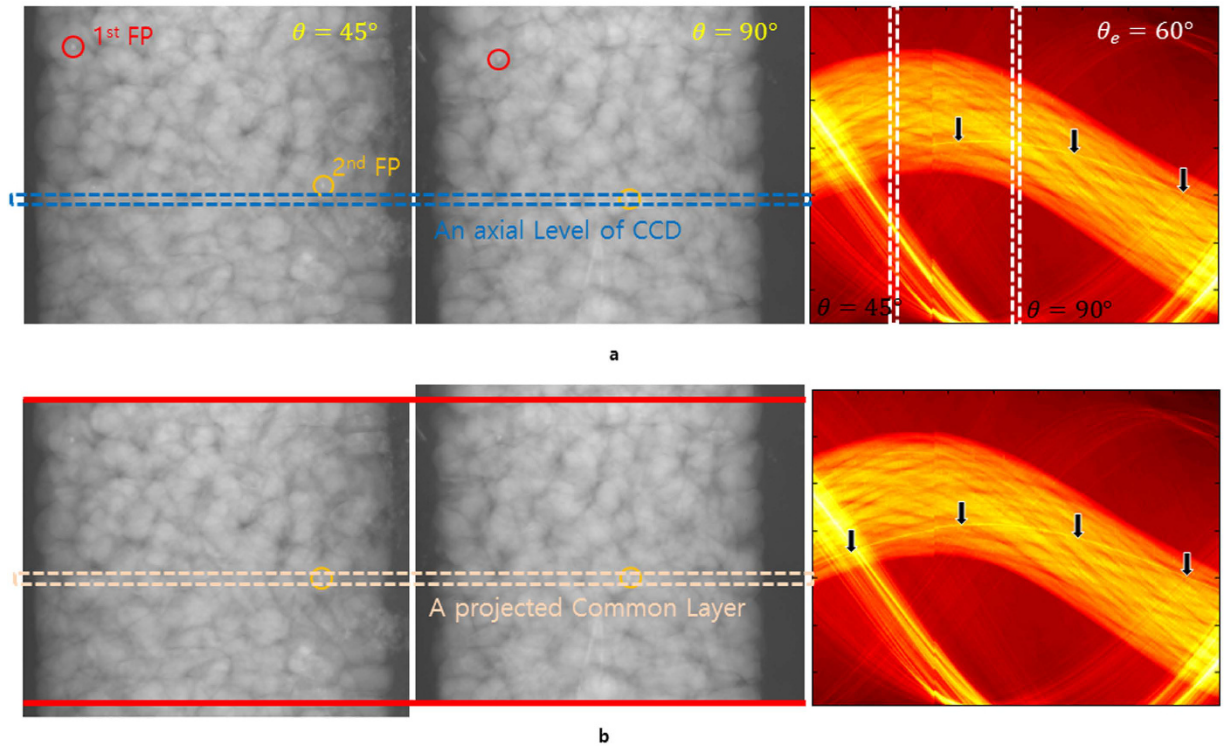 1st FP
θ = 45°
θ = 90°
θe = 60°
2nd FP
An axial Level of CCD
θ = 45°
θ = 90°
a
A projected Common Layer
b